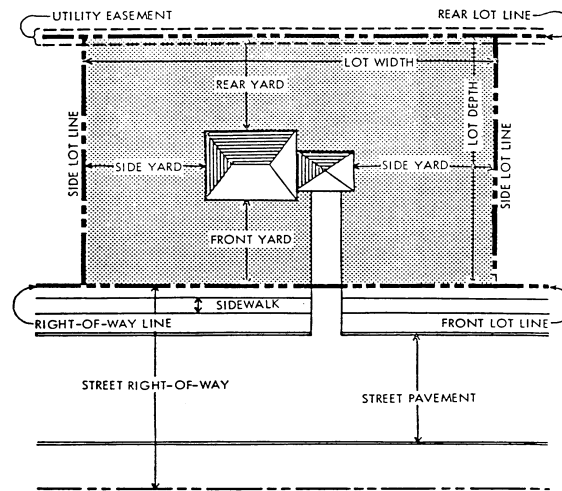 UTILITY EASEMENT
REAR LOT LINE
LOT WIDTH
REAR YARD
LOT DEPTH
SIDE LOT LINE
SIDE YARD
SIDE YARD
SIDE LOT LINE
FRONT YARD
SIDEWALK
RIGHT-OF-WAY LINE
FRONT LOT LINE
STREET RIGHT-OF-WAY
STREET PAVEMENT